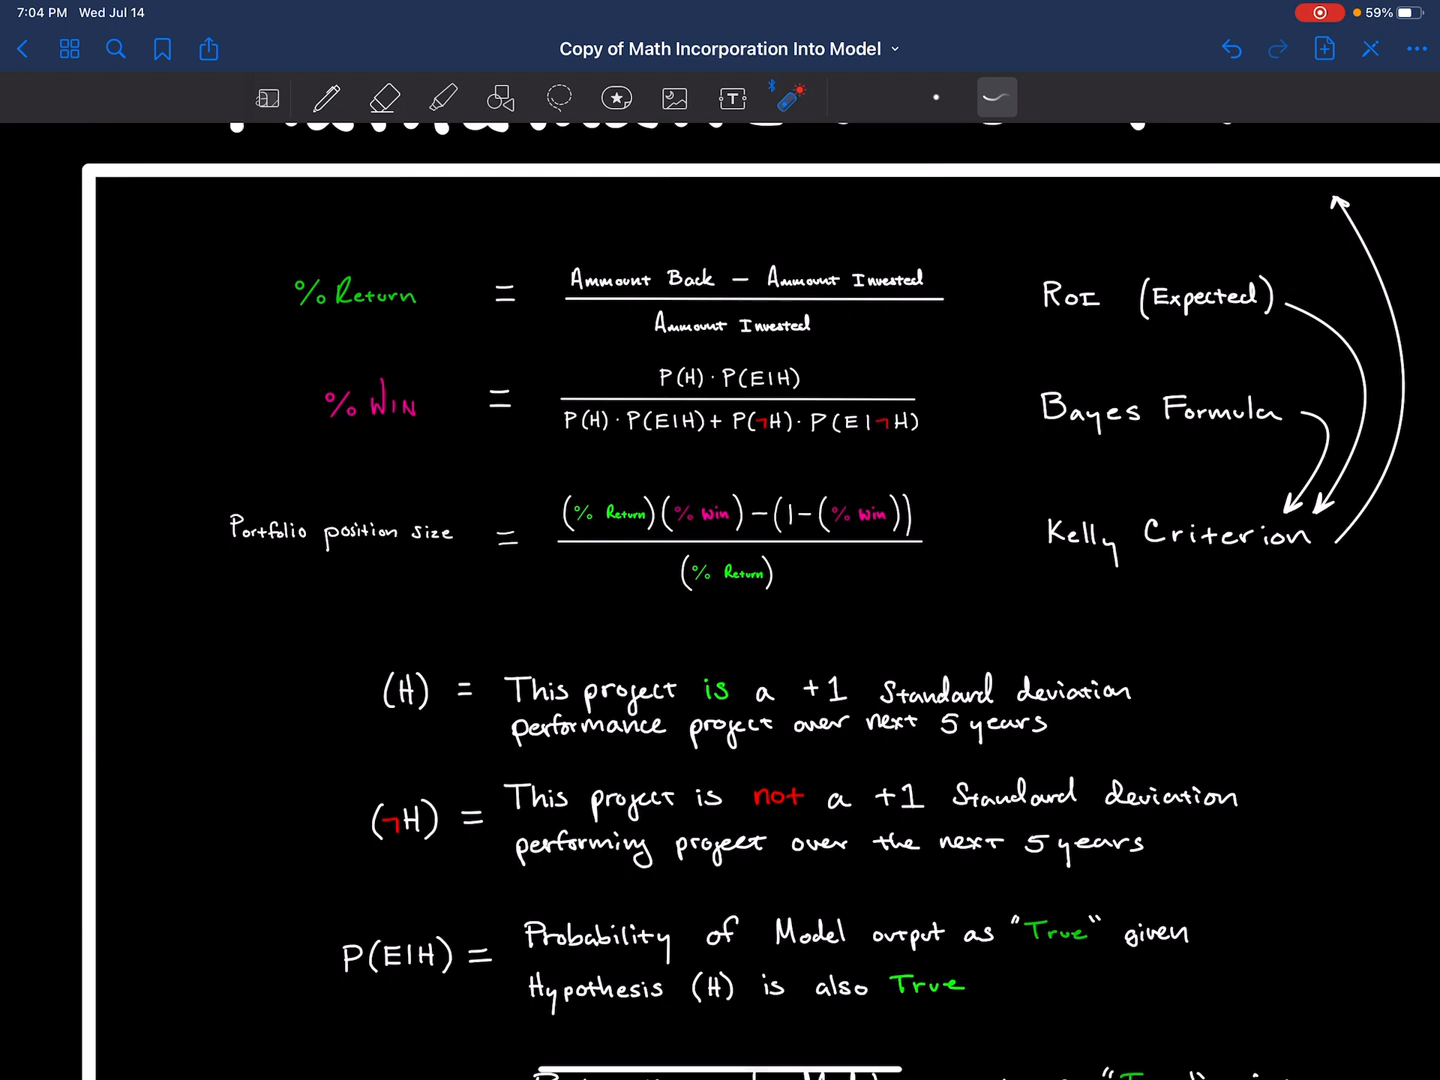 7:04 PM Wed Jul 14
59%
Copy of Math Incorporation Into Model
% Return = Ammount Back − Ammount Invested
Ammount Invested
ROI (Expected)
% WIN = P(H) · P(E|H)
P(H) · P(E|H) + P(¬H) · P(E|¬H)
Bayes Formula
Portfolio position size = (% Return)(% Win) − (1 − (% Win))
(% Return)
Kelly Criterion
(H) = This project is a +1 Standard deviation
performance project over next 5 years
(¬H) = This project is not a +1 Standard deviation
performing project over the next 5 years
P(E|H) = Probability of Model output as "True" given
Hypothesis (H) is also True